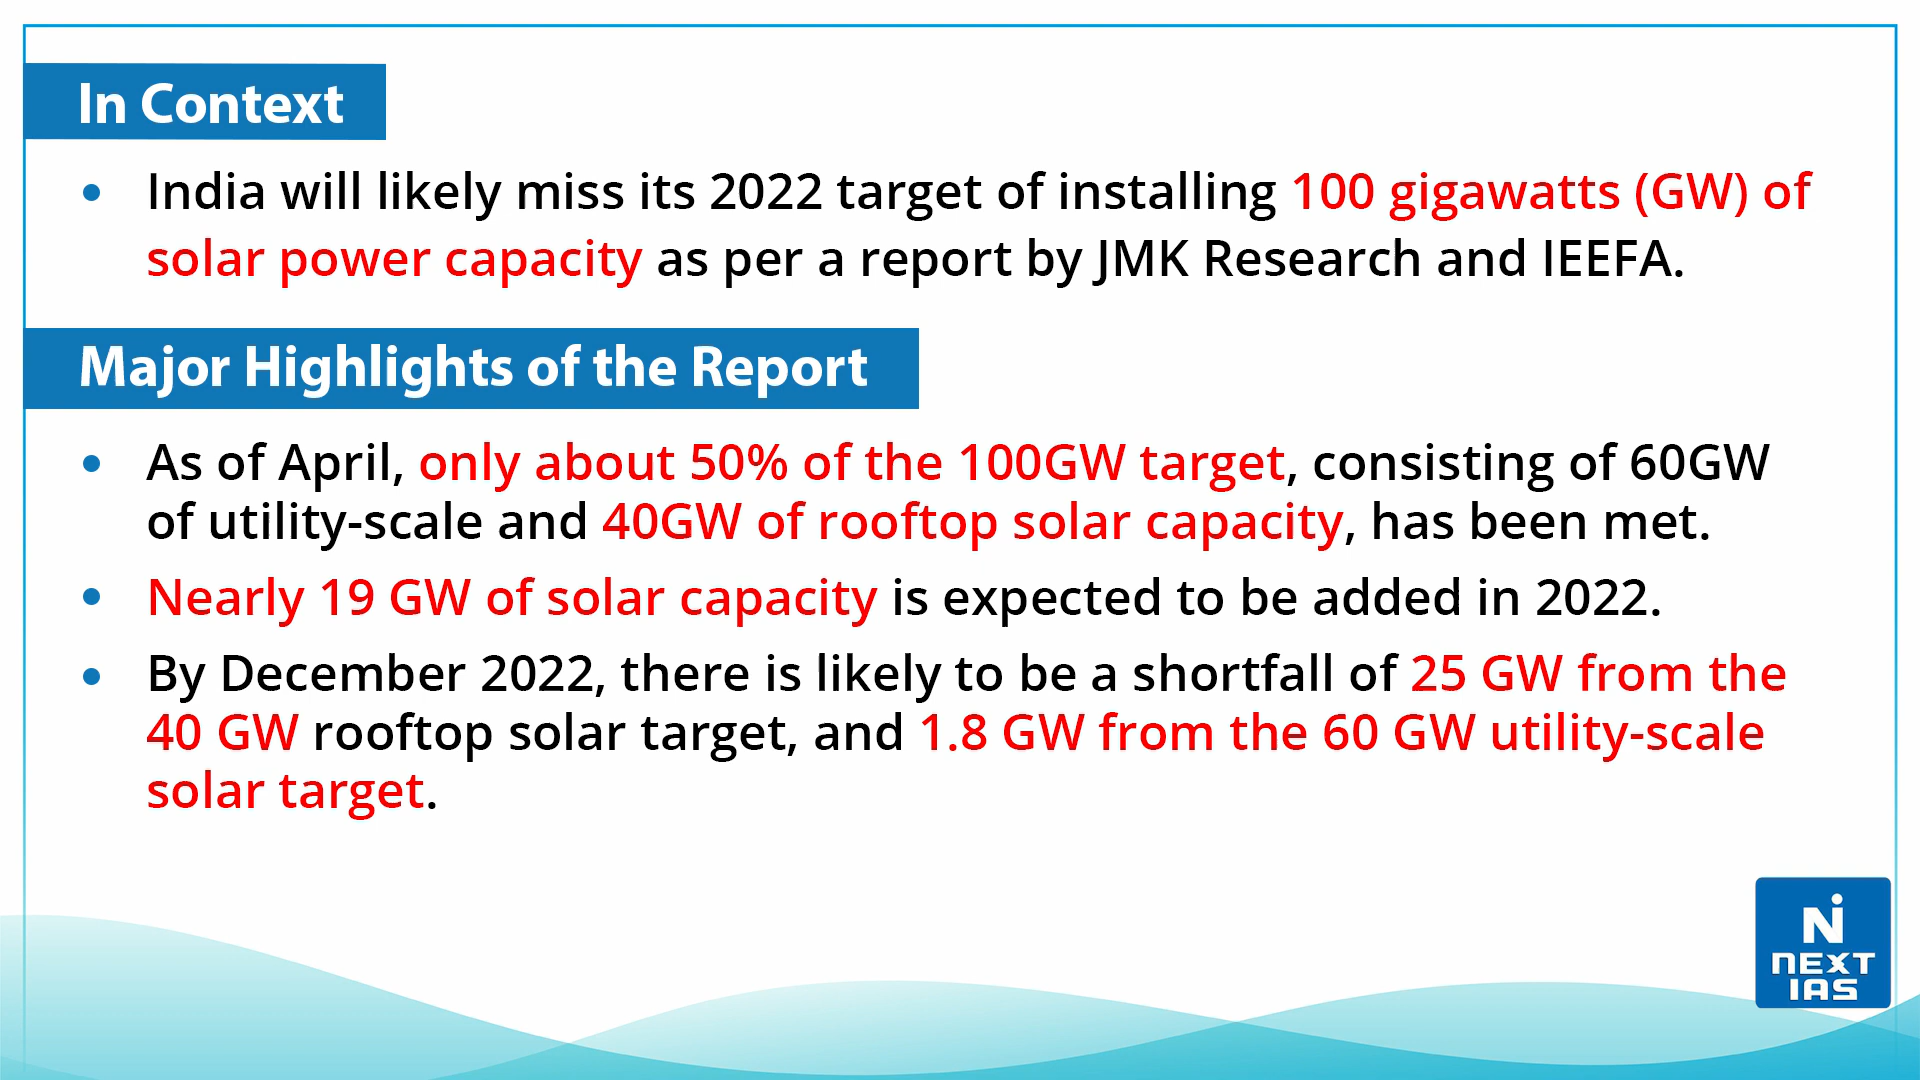 In Context
• India will likely miss its 2022 target of installing 100 gigawatts (GW) of
solar power capacity as per a report by JMK Research and IEEFA.
Major Highlights of the Report
• As of April, only about 50% of the 100GW target, consisting of 60GW
of utility-scale and 40GW of rooftop solar capacity, has been met.
• Nearly 19 GW of solar capacity is expected to be added in 2022.
• By December 2022, there is likely to be a shortfall of 25 GW from the
40 GW rooftop solar target, and 1.8 GW from the 60 GW utility-scale
solar target.
N
NEXT
IAS